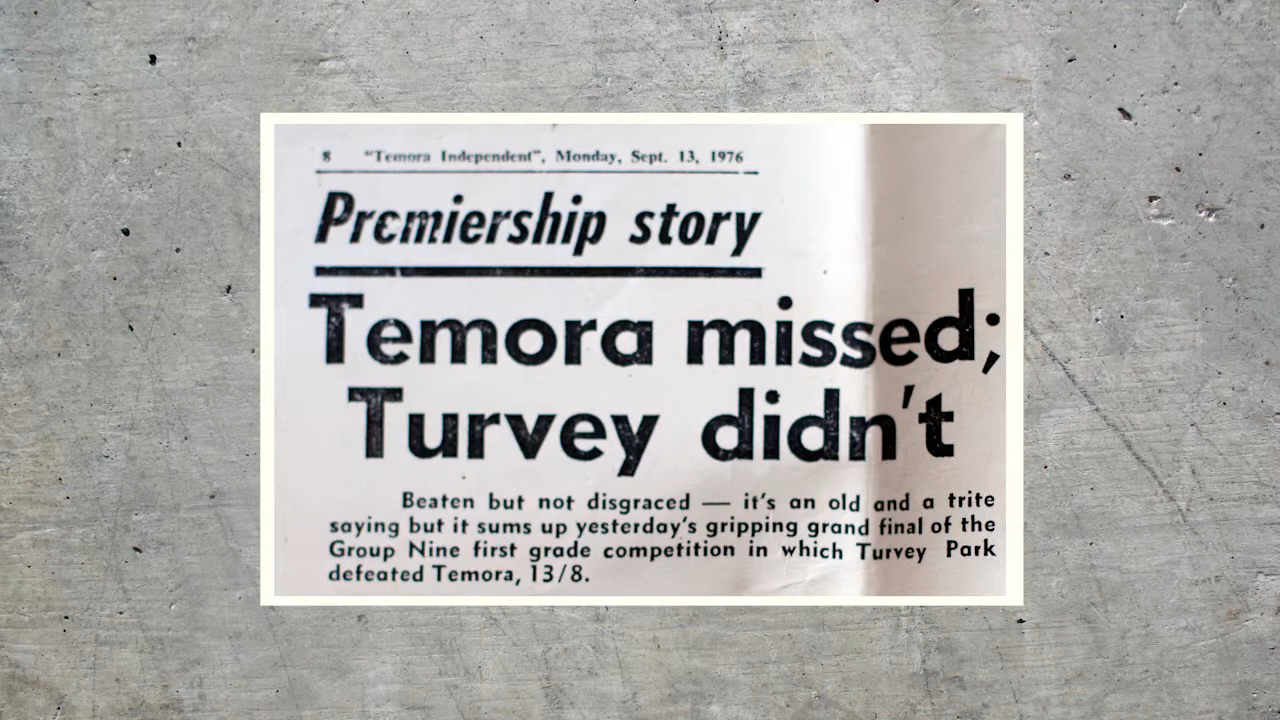 8 "Temora Independent", Monday, Sept. 13, 1976
Premiership story
Temora missed;
Turvey didn't
Beaten but not disgraced — it's an old and a trite
saying but it sums up yesterday's gripping grand final of the
Group Nine first grade competition in which Turvey Park
defeated Temora, 13/8.